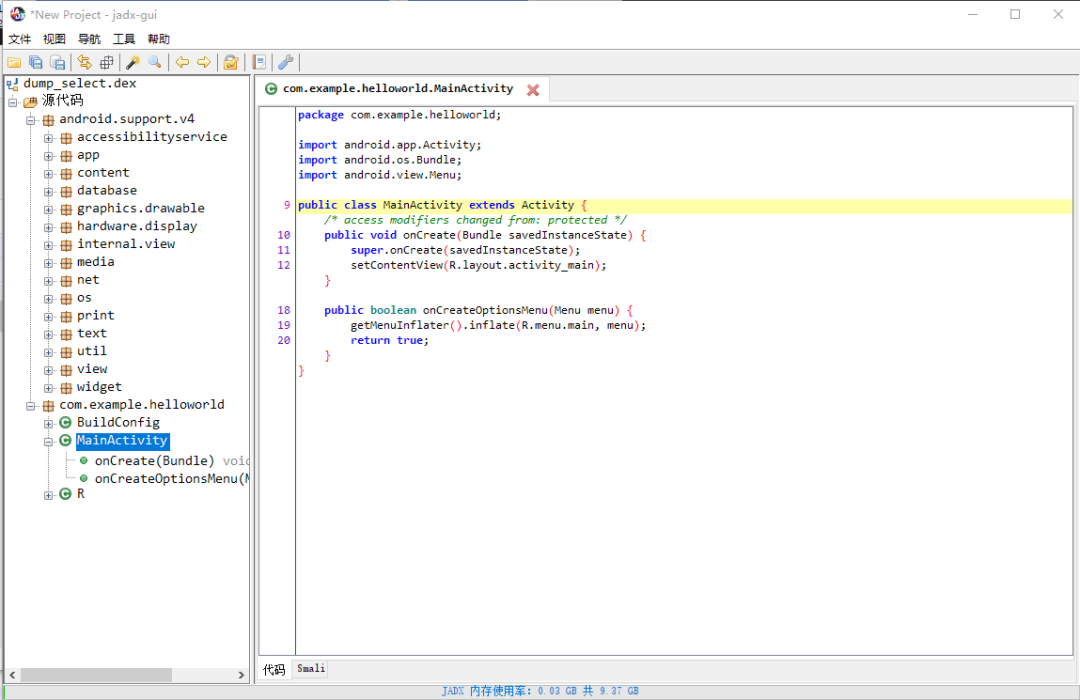 *New Project - jadx-gui
文件 视图 导航 工具 帮助
dump_select.dex
源代码
android.support.v4
accessibilityservice
app
content
database
graphics.drawable
hardware.display
internal.view
media
net
os
print
text
util
view
widget
com.example.helloworld
BuildConfig
MainActivity
onCreate(Bundle) void
onCreateOptionsMenu(M
R
com.example.helloworld.MainActivity
package com.example.helloworld;
import android.app.Activity;
import android.os.Bundle;
import android.view.Menu;
9 public class MainActivity extends Activity {
/* access modifiers changed from: protected */
10 public void onCreate(Bundle savedInstanceState) {
11 super.onCreate(savedInstanceState);
12 setContentView(R.layout.activity_main);
}
18 public boolean onCreateOptionsMenu(Menu menu) {
19 getMenuInflater().inflate(R.menu.main, menu);
20 return true;
}
}
代码 Smali
JADX 内存使用率: 0.03 GB 共 9.37 GB